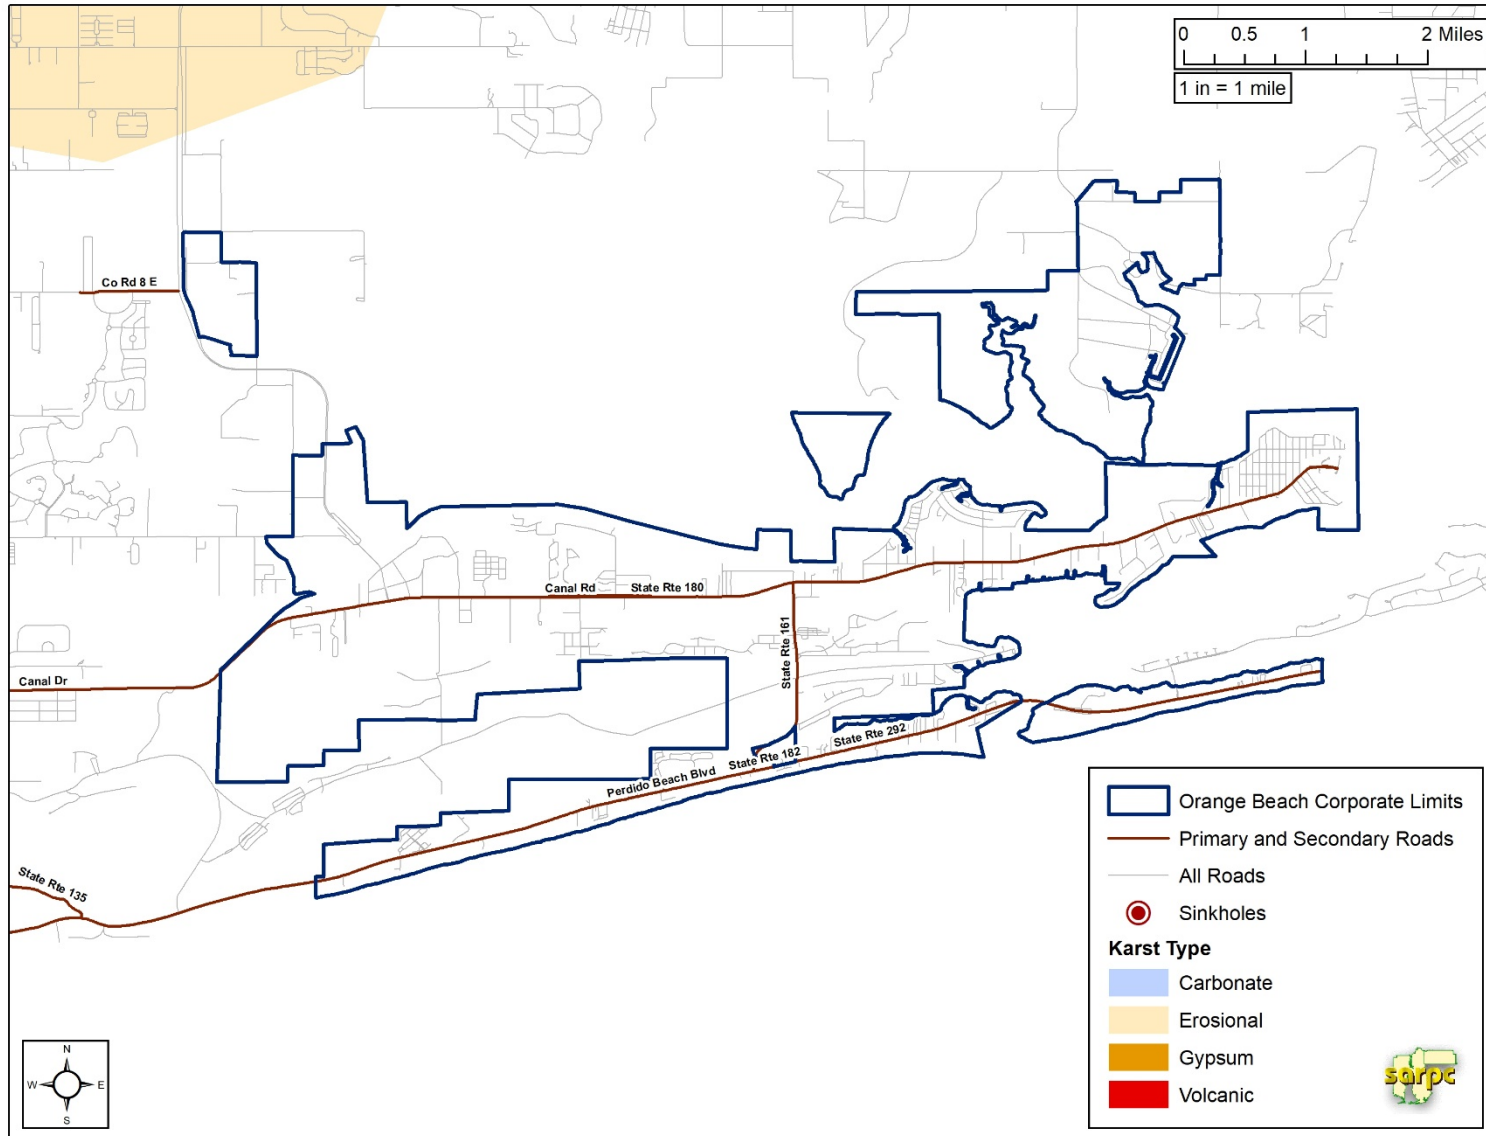 0 0.5 1 2 Miles
1 in = 1 mile
Co Rd 8 E
Canal Rd State Rte 180
State Rte 161
Canal Dr
State Rte 292
State Rte 182
Perdido Beach Blvd
State Rte 135
Orange Beach Corporate Limits
Primary and Secondary Roads
All Roads
Sinkholes
Karst Type
Carbonate
Erosional
Gypsum
Volcanic
sarpc
N
W E
S